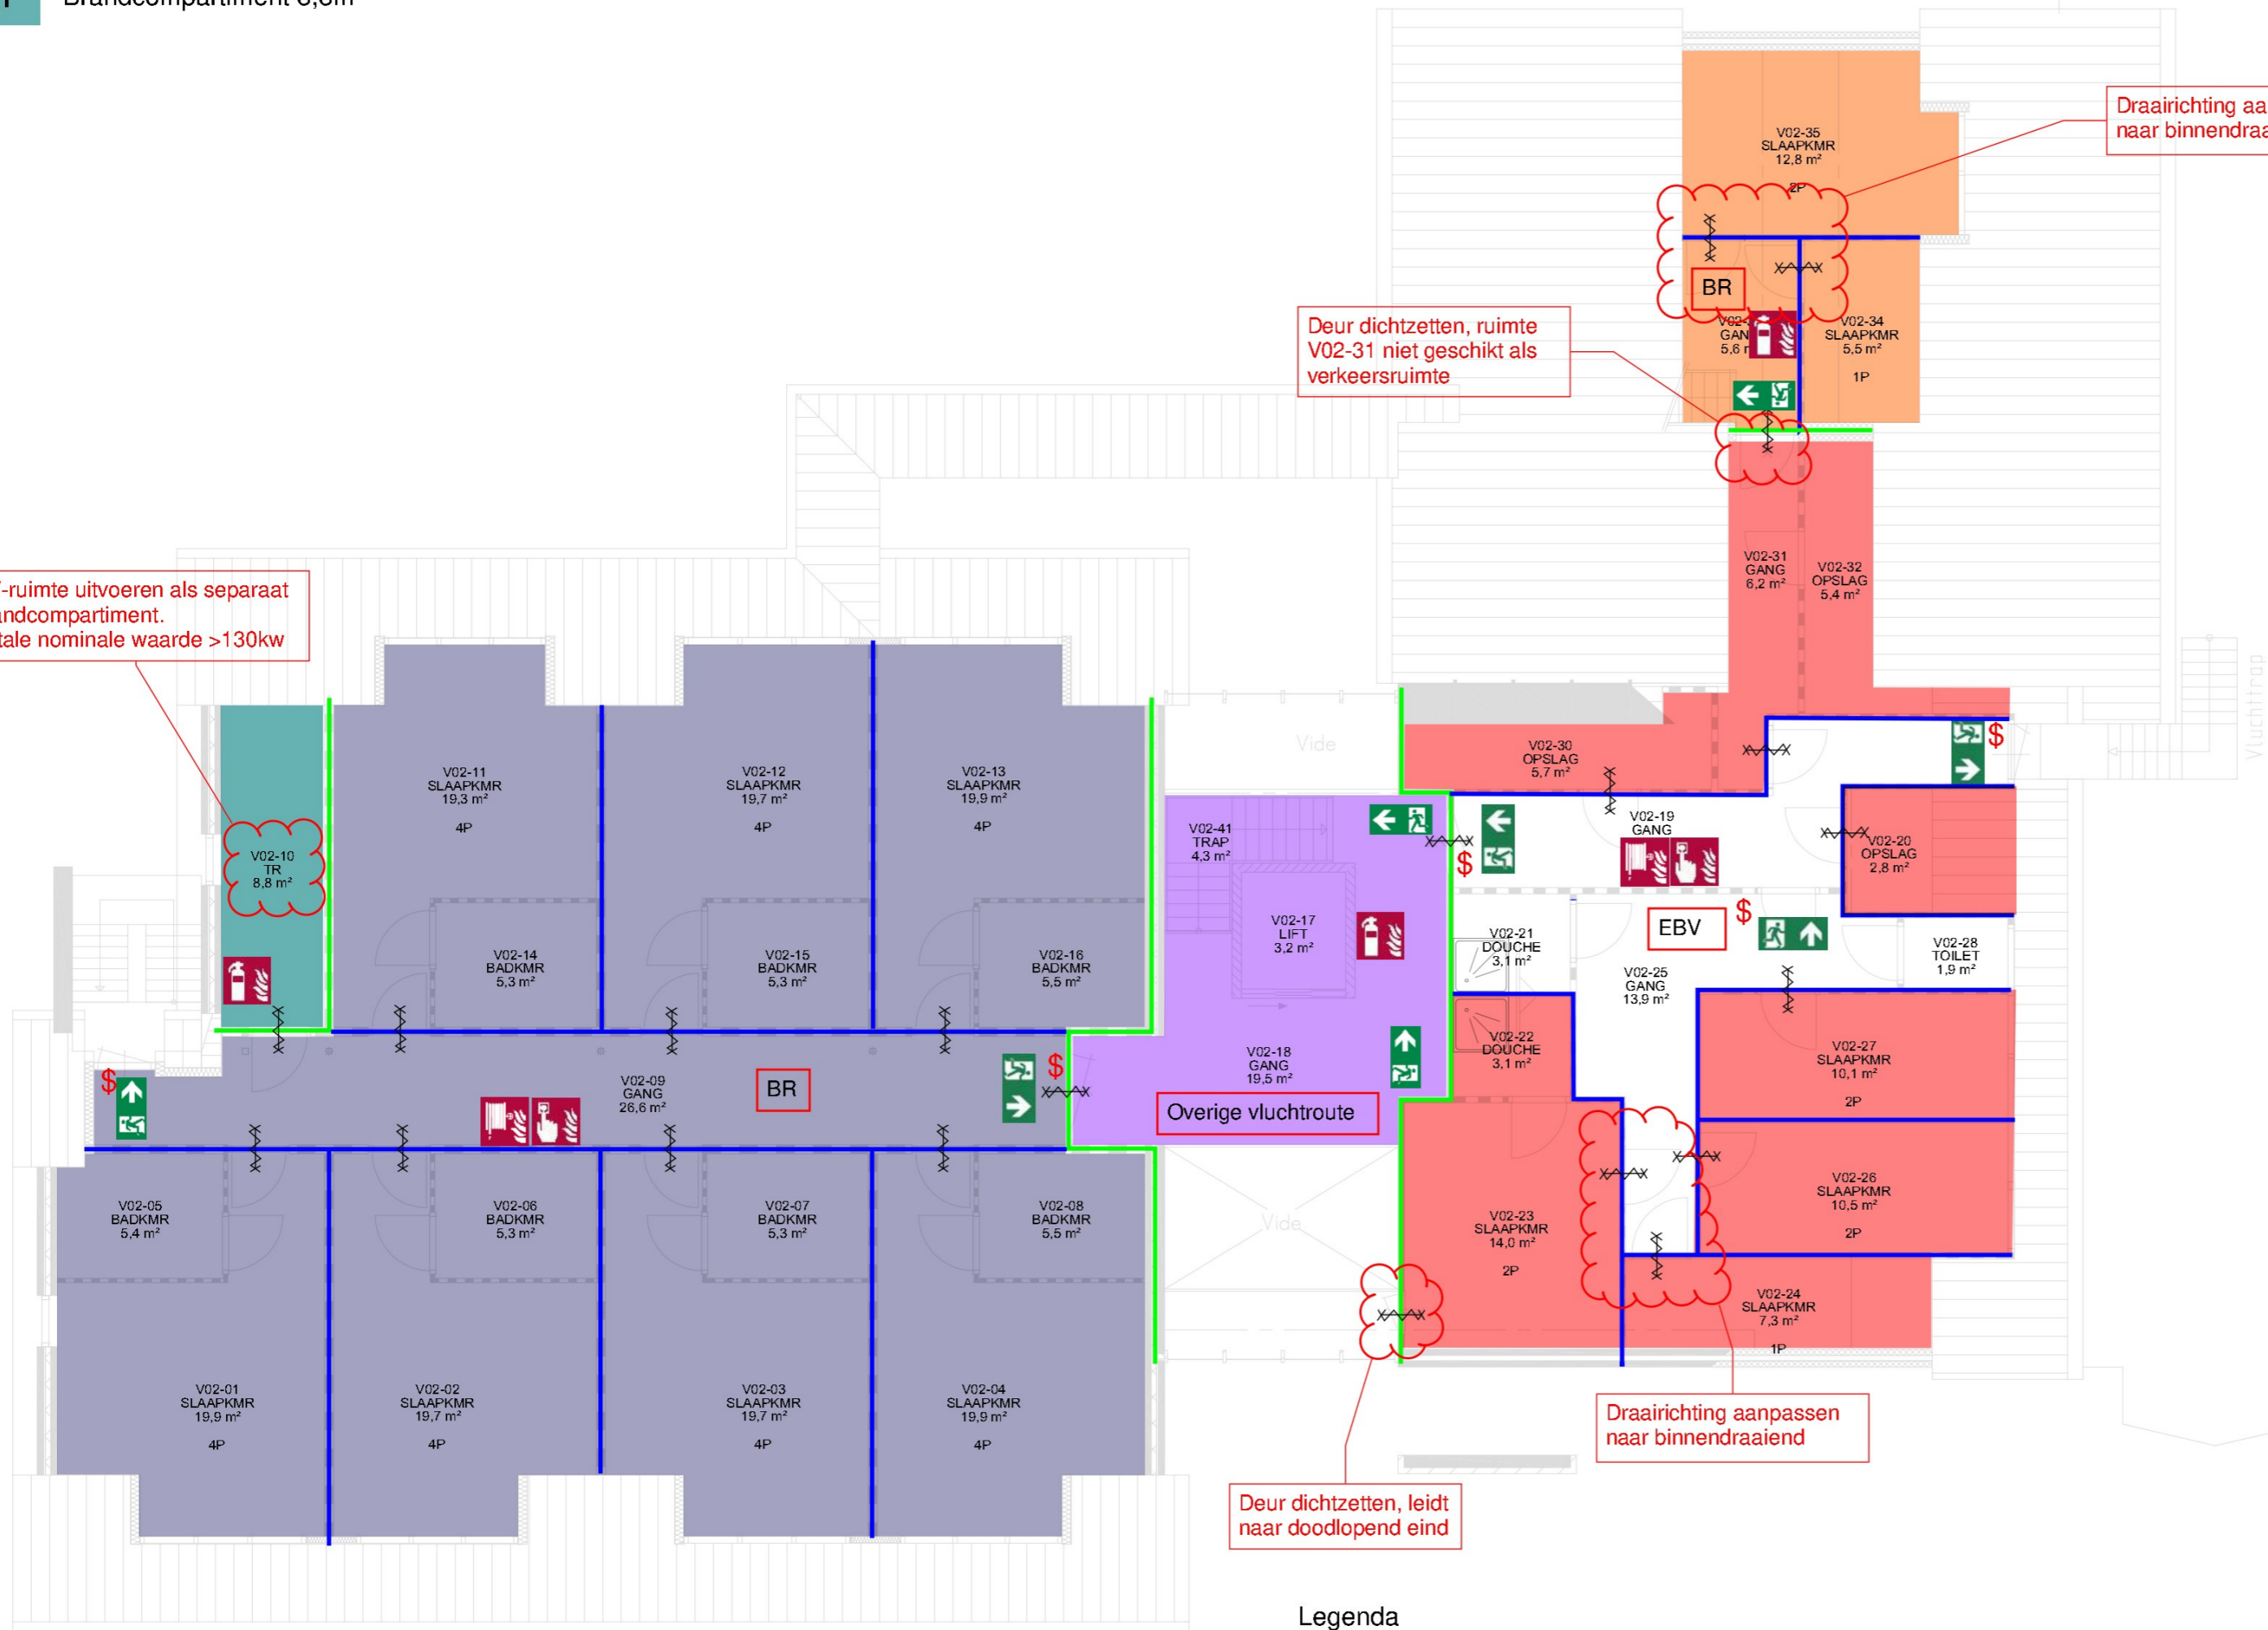 Brandcompartiment
V02-35
SLAAPKMR
12,8 m²
2P
naar
BR
GAN
5,6
V02-34
SLAAPKMR
5,5 m²
1P
Deur dichtzetten, ruimte
V02-31 niet geschikt als
verkeersruimte
V02-31
GANG
6,2 m²
V02-32
OPSLAG
5,4 m²
-ruimte uitvoeren als separaat
nominale waarde >130kw
V02-10
TR
8,8 m²
V02-11
SLAAPKMR
19,3 m²
4P
V02-12
SLAAPKMR
19,7 m²
4P
V02-13
SLAAPKMR
19,9 m²
4P
V02-14
BADKMR
5,3 m²
V02-15
BADKMR
5,3 m²
V02-16
BADKMR
5,5 m²
Vide
V02-41
TRAP
4,3 m²
V02-17
LIFT
3,2 m²
V02-18
GANG
19,5 m²
Overige vluchtroute
V02-30
OPSLAG
5,7 m²
$
Vluchttrap
V02-19
GANG
$
V02-20
OPSLAG
2,8 m²
V02-21
DOUCHE
3,1 m²
EBV
$
V02-25
GANG
13,9 m²
V02-28
TOILET
1,9 m²
V02-22
DOUCHE
3,1 m²
V02-27
SLAAPKMR
10,1 m²
2P
V02-26
SLAAPKMR
10,5 m²
2P
V02-23
SLAAPKMR
14,0 m²
2P
V02-24
SLAAPKMR
7,3 m²
1P
$
V02-09
GANG
26,6 m²
BR
$
V02-05
BADKMR
5,4 m²
V02-06
BADKMR
5,3 m²
V02-07
BADKMR
5,3 m²
V02-08
BADKMR
5,5 m²
Vide
V02-01
SLAAPKMR
19,9 m²
4P
V02-02
SLAAPKMR
19,7 m²
4P
V02-03
SLAAPKMR
19,7 m²
4P
V02-04
SLAAPKMR
19,9 m²
4P
Draairichting aanpassen
naar binnendraaiend
Deur dichtzetten, leidt
naar doodlopend eind
Legenda